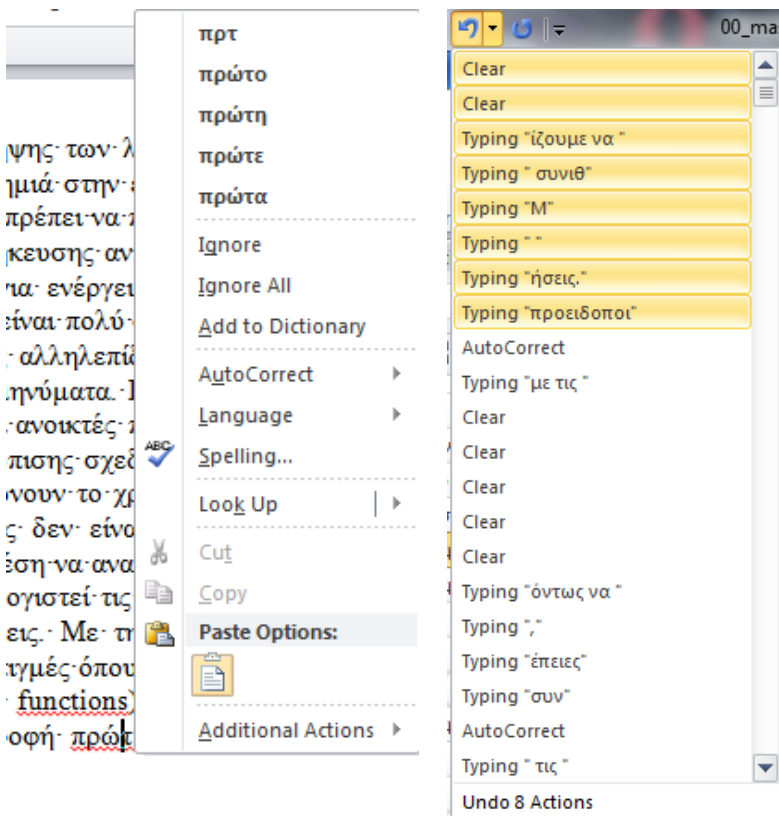 ψης των λ
ημιά στην
πρέπει να
κευσης αν
για ενέργει
είναι πολύ
αλληλεπί
ηνύματα.
ανοικτές
πισης σχεδ
νουν το χρ
ς δεν είνα
έση να ανα
ογιστεί τις
εις. Με τη
ιγμές όπου
functions)
οφή πρώτ
πρτ
πρώτο
πρώτη
πρώτε
πρώτα
Ignore
Ignore All
Add to Dictionary
AutoCorrect
Language
ABC Spelling...
Look Up
Cut
Copy
Paste Options:
Additional Actions
00_ma
Clear
Clear
Typing "ίζουμε να "
Typing " συνιθ"
Typing "Μ"
Typing " "
Typing "ήσεις."
Typing "προειδοποι"
AutoCorrect
Typing "με τις "
Clear
Clear
Clear
Clear
Clear
Typing "όντως να "
Typing ","
Typing "έπειες"
Typing "συν"
AutoCorrect
Typing " τις "
Undo 8 Actions